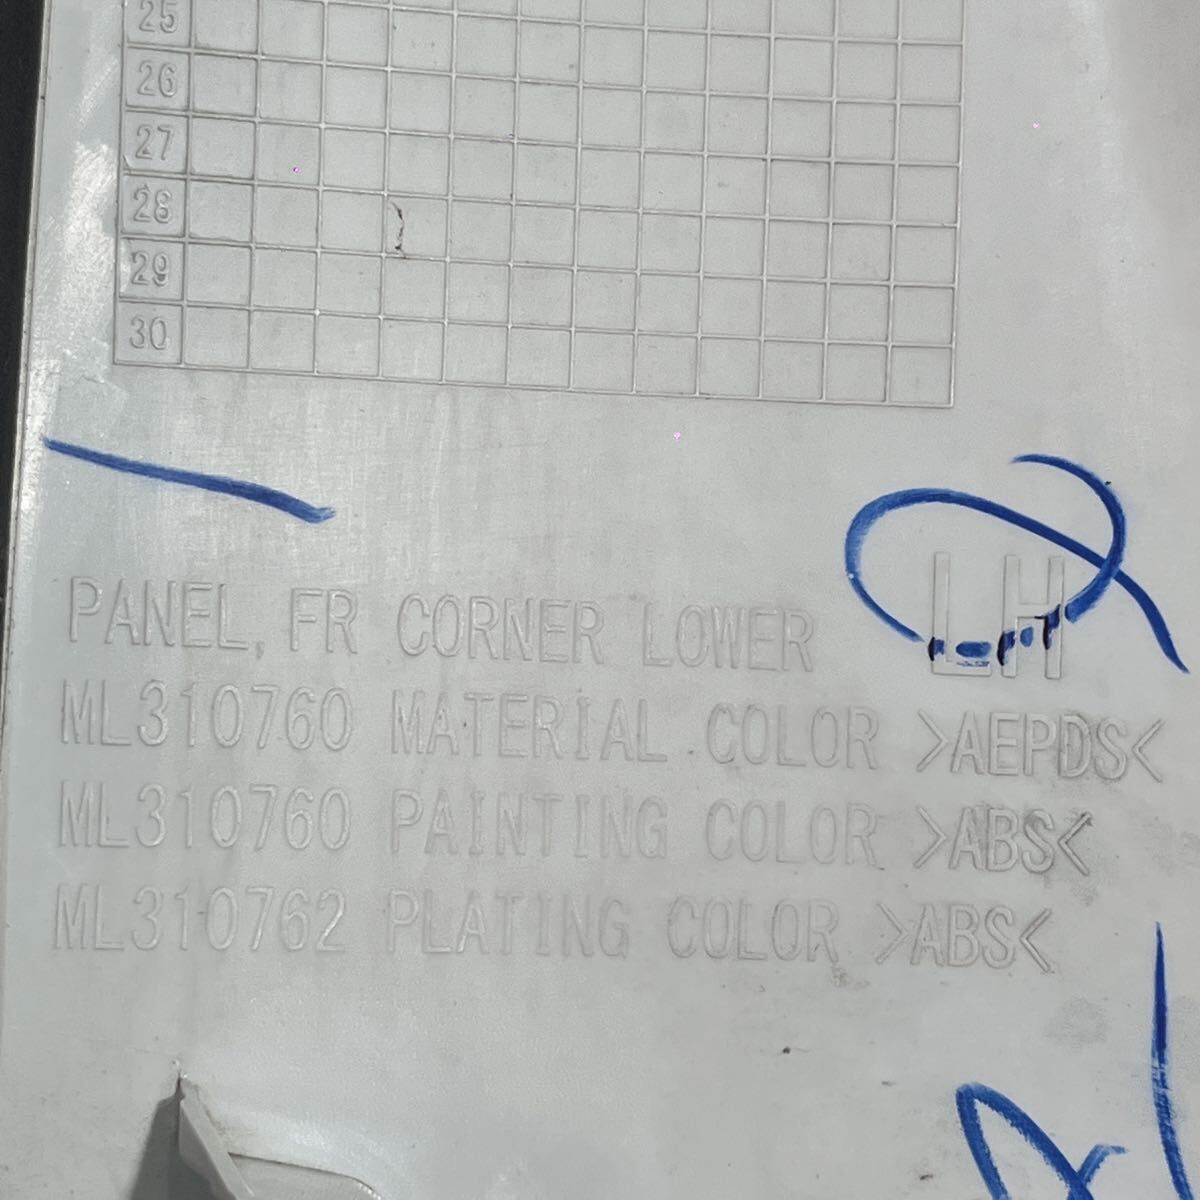 25
26
27
28
29
30
PANEL, FR CORNER LOWER LH
ML310760 MATERIAL COLOR >AEPDS<
ML310760 PAINTING COLOR >ABS<
ML310762 PLATING COLOR >ABS<